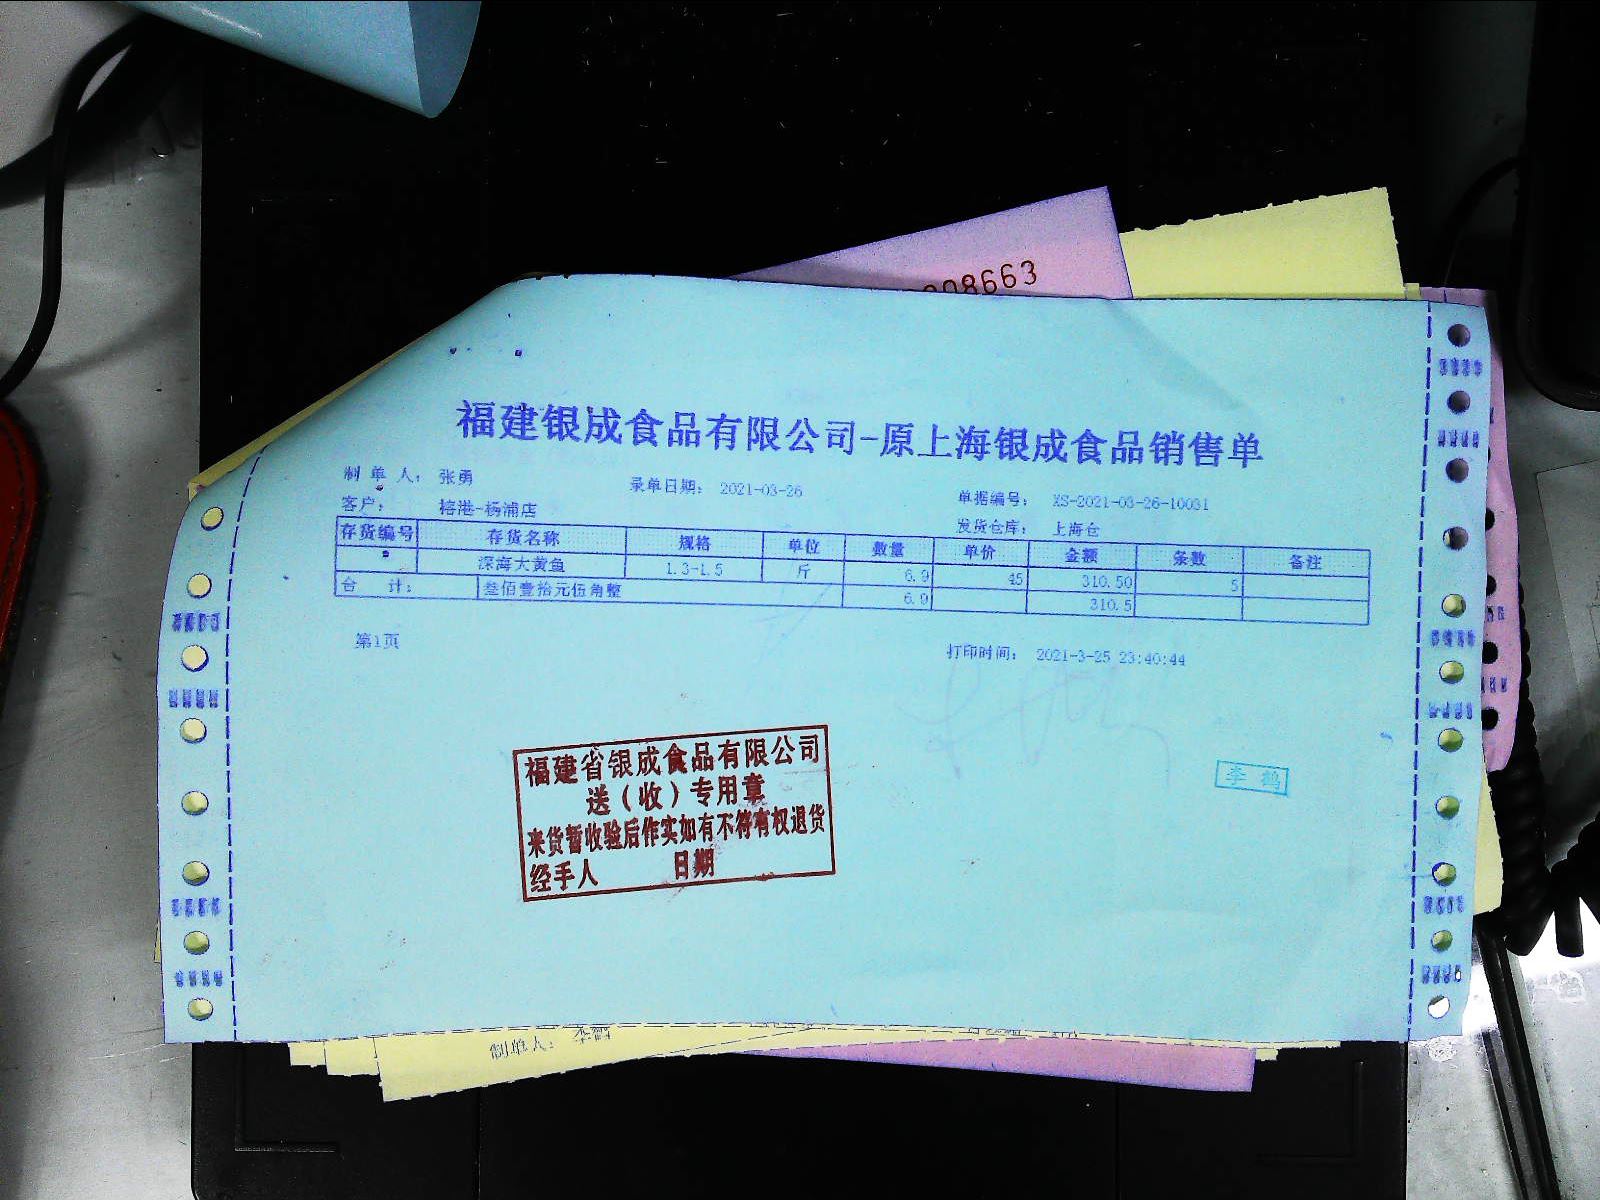 008663
福建银成食品有限公司-原上海银成食品销售单
制 单 人： 张勇 录单日期： 2021-03-26 单据编号： XS-2021-03-26-10031
客户： 榕港-杨浦店 发货仓库： 上海仓
存货编号 存货名称 规格 单位 数量 单价 金额 条数 备注
深海大黄鱼 1.3-1.5 斤 6.9 45 310.50 5
合 计： 叁佰壹拾元伍角整 6.9 310.5
第1页 打印时间： 2021-3-25 23:40:44
福建省银成食品有限公司
送（收）专用章
来货暂收验后作实如有不符有权退货
经手人 日期
李 鹤
制单人： 李鹤